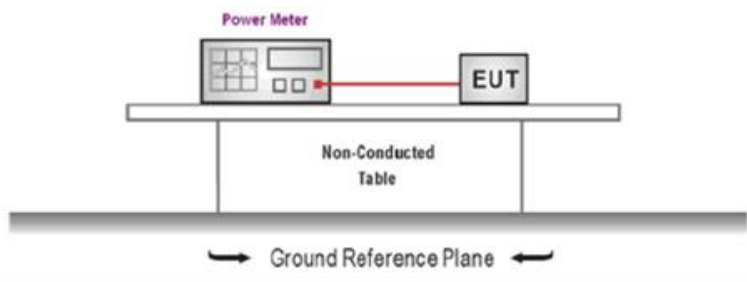 Power Meter
EUT
Non-Conducted
Table
Ground Reference Plane